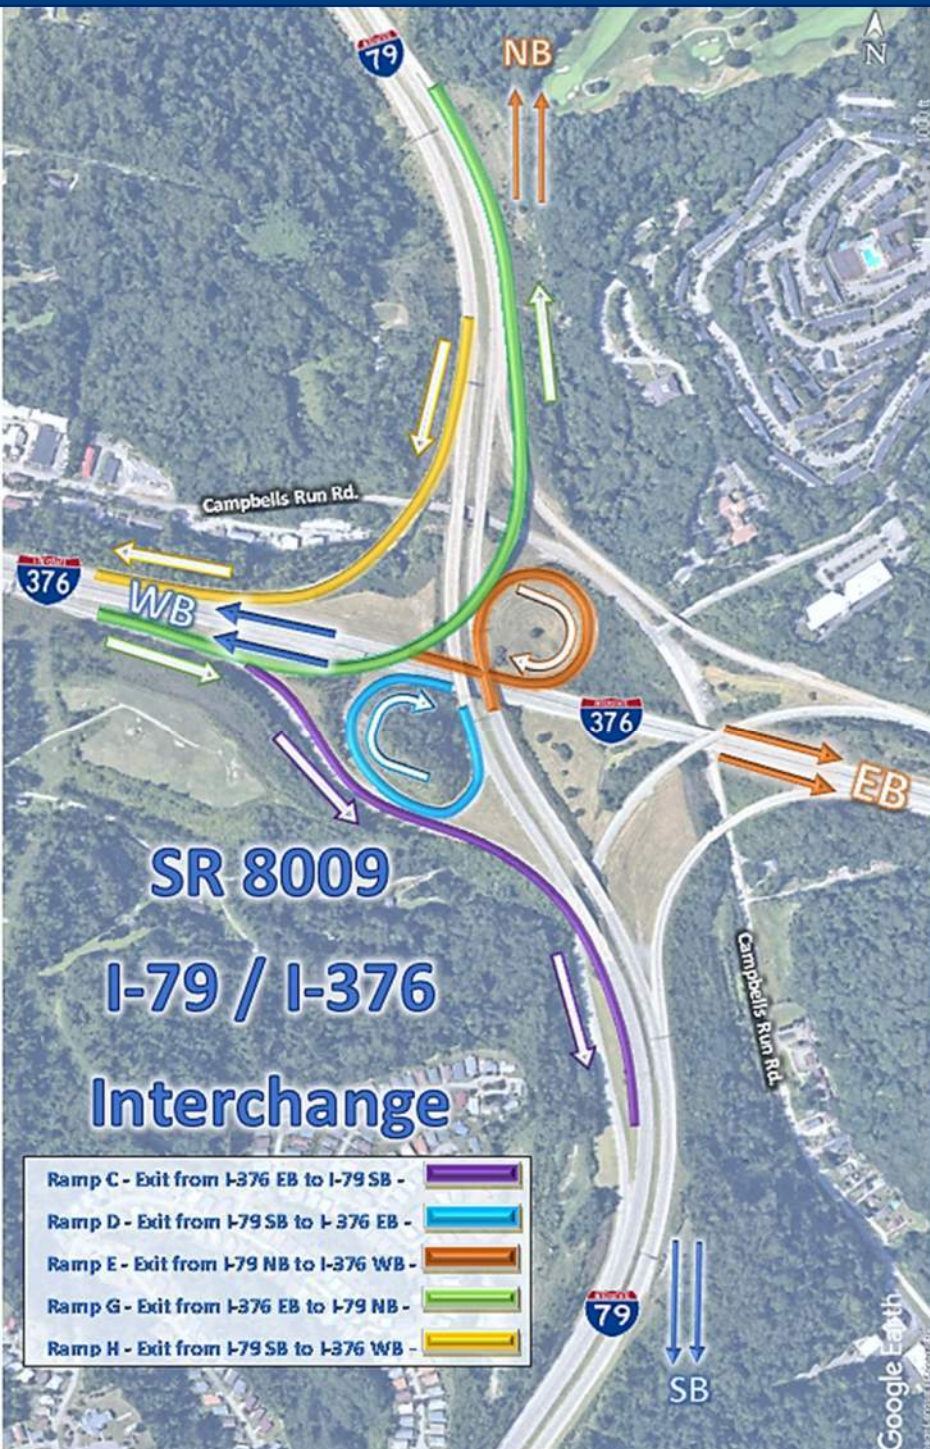 79
NB
N
Campbells Run Rd.
376
WB
376
EB
SR 8009
I-79 / I-376
Interchange
Campbells Run Rd.
Ramp C - Exit from I-376 EB to I-79 SB -
Ramp D - Exit from I-79 SB to I- 376 EB -
Ramp E - Exit from I-79 NB to I-376 WB -
Ramp G - Exit from I-376 EB to I-79 NB -
Ramp H - Exit from I-79 SB to I-376 WB -
79
SB
Google Earth